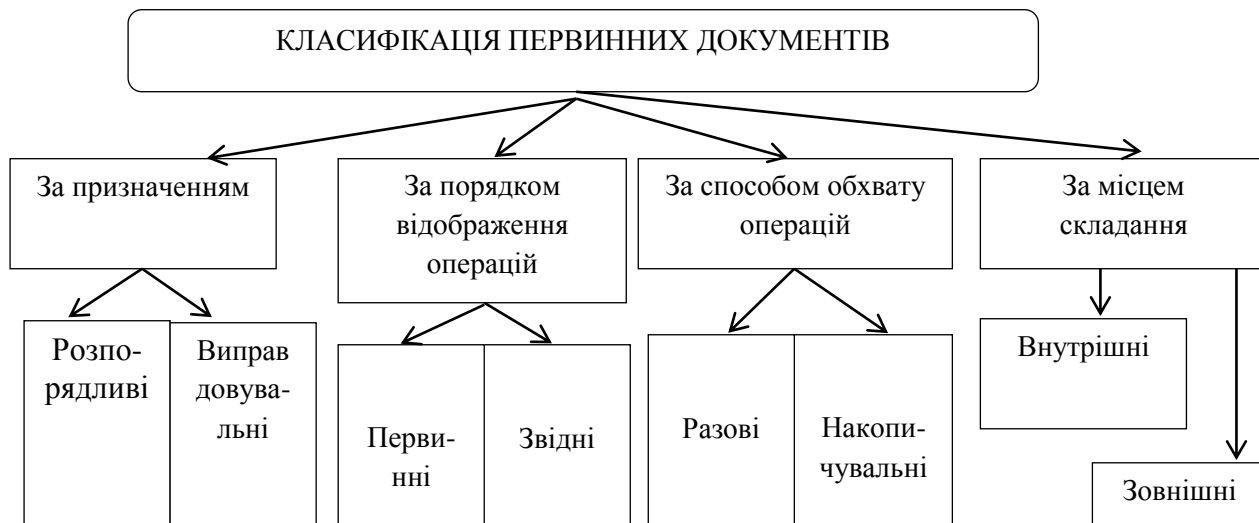 КЛАСИФІКАЦІЯ ПЕРВИННИХ ДОКУМЕНТІВ
За призначенням
За порядком
відображення
операцій
За способом обхвату
операцій
За місцем
складання
Розпо-
рядливі
Виправ
довува-
льні
Перви-
нні
Звідні
Разові
Накопи-
чувальні
Внутрішні
Зовнішні